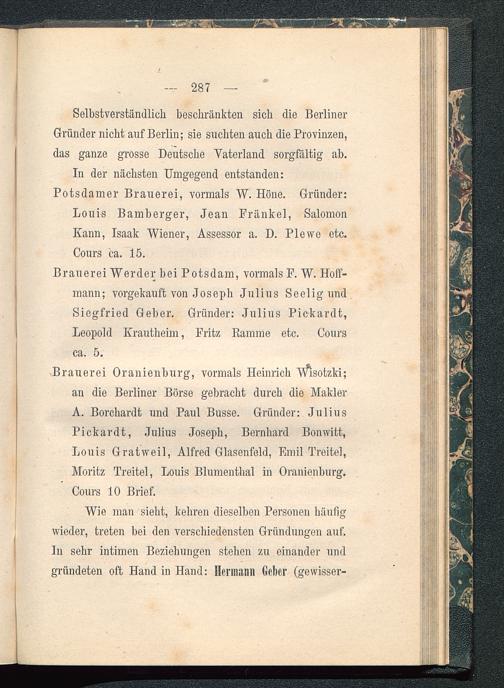 — 287 —
Selbstverständlich beschränkten sich die Berliner
Gründer nicht auf Berlin; sie suchten auch die Provinzen,
das ganze grosse Deutsche Vaterland sorgfältig ab.
In der nächsten Umgegend entstanden:
Potsdamer Brauerei, vormals W. Höne. Gründer:
Louis Bamberger, Jean Fränkel, Salomon
Kann, Isaak Wiener, Assessor a. D. Plewe etc.
Cours ca. 15.
Brauerei Werder bei Potsdam, vormals F. W. Hoff-
mann; vorgekauft von Joseph Julius Seelig und
Siegfried Geber. Gründer: Julius Pickardt,
Leopold Krautheim, Fritz Ramme etc. Cours
ca. 5.
Brauerei Oranienburg, vormals Heinrich Wisotzki;
an die Berliner Börse gebracht durch die Makler
A. Borchardt und Paul Busse. Gründer: Julius
Pickardt, Julius Joseph, Bernhard Bonwitt,
Louis Gratweil, Alfred Glasenfeld, Emil Treitel,
Moritz Treitel, Louis Blumenthal in Oranienburg.
Cours 10 Brief.
Wie man sieht, kehren dieselben Personen häufig
wieder, treten bei den verschiedensten Gründungen auf.
In sehr intimen Beziehungen stehen zu einander und
gründeten oft Hand in Hand: Hermann Geber (gewisser-